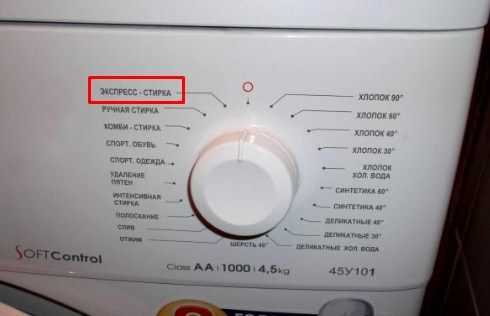 ЭКСПРЕСС - СТИРКА
РУЧНАЯ СТИРКА
КОМБИ - СТИРКА
СПОРТ. ОБУВЬ
СПОРТ. ОДЕЖДА
УДАЛЕНИЕ
ПЯТЕН
ИНТЕНСИВНАЯ
СТИРКА
ПОЛОСКАНИЕ
СЛИВ
ОТЖИМ
ХЛОПОК 90°
ХЛОПОК 60°
ХЛОПОК 40°
ХЛОПОК 30°
ХЛОПОК
ХОЛ. ВОДА
СИНТЕТИКА 60°
СИНТЕТИКА 40°
ДЕЛИКАТНЫЕ 40°
ДЕЛИКАТНЫЕ 30°
ДЕЛИКАТНЫЕ ХОЛ. ВОДА
ШЕРСТЬ 40°
SOFTControl
Class AA 1000 4,5kg
45У101